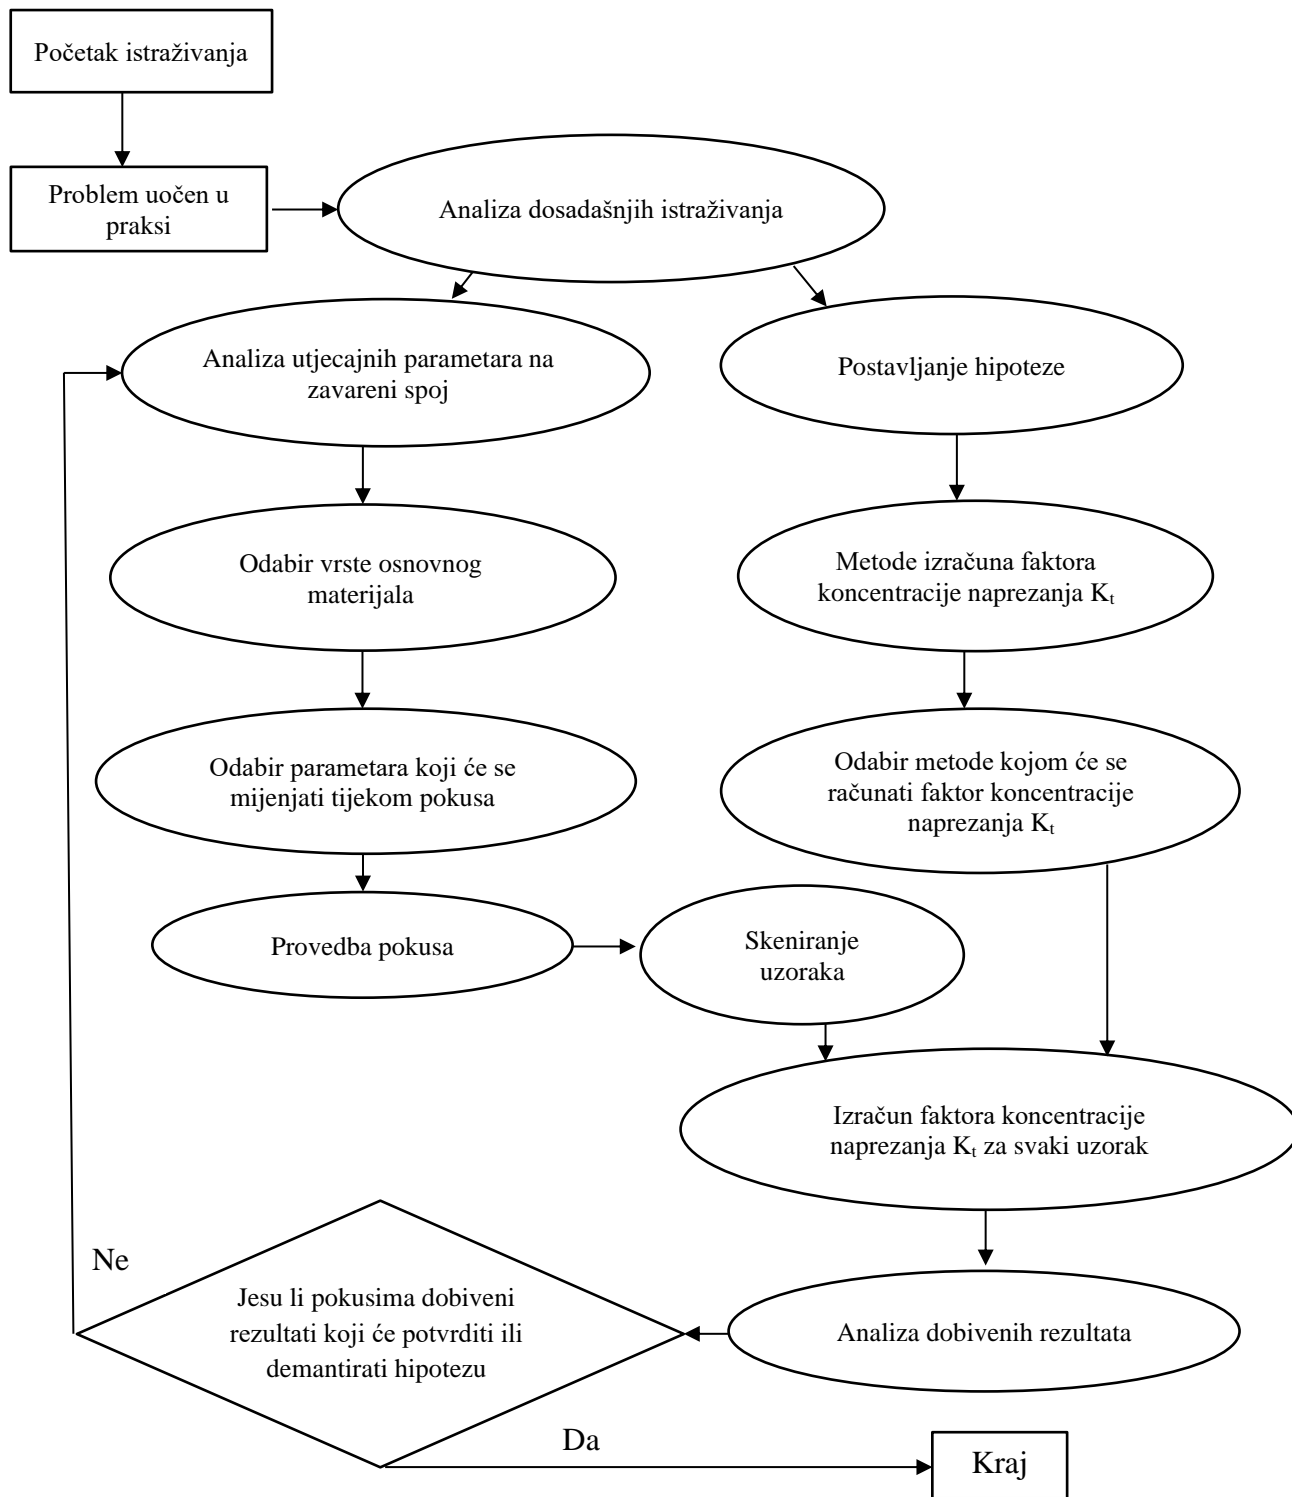 Početak istraživanja
Problem uočen u
praksi
Analiza dosadašnjih istraživanja
Analiza utjecajnih parametara na
zavareni spoj
Postavljanje hipoteze
Odabir vrste osnovnog
materijala
Metode izračuna faktora
koncentracije naprezanja Kₜ
Odabir parametara koji će se
mijenjati tijekom pokusa
Odabir metode kojom će se
računati faktor koncentracije
naprezanja Kₜ
Provedba pokusa
Skeniranje
uzoraka
Izračun faktora koncentracije
naprezanja Kₜ za svaki uzorak
Ne
Jesu li pokusima dobiveni
rezultati koji će potvrditi ili
demantirati hipotezu
Analiza dobivenih rezultata
Da
Kraj